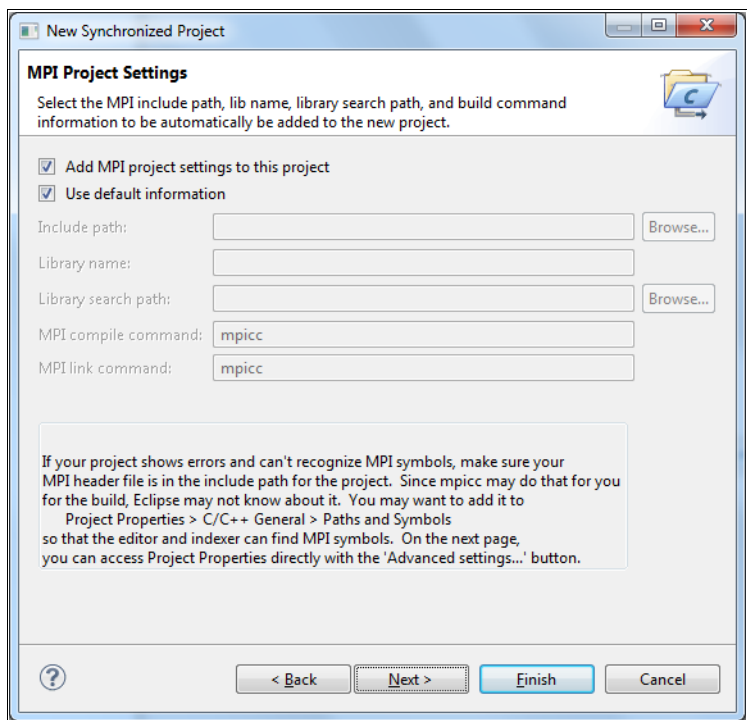 New Synchronized Project
MPI Project Settings
Select the MPI include path, lib name, library search path, and build command
information to be automatically be added to the new project.
C
Add MPI project settings to this project
Use default information
Include path:
Browse...
Library name:
Library search path:
Browse...
MPI compile command:
mpicc
MPI link command:
mpicc
If your project shows errors and can't recognize MPI symbols, make sure your
MPI header file is in the include path for the project. Since mpicc may do that for you
for the build, Eclipse may not know about it. You may want to add it to
Project Properties > C/C++ General > Paths and Symbols
so that the editor and indexer can find MPI symbols. On the next page,
you can access Project Properties directly with the 'Advanced settings...' button.
?
< Back
Next >
Finish
Cancel